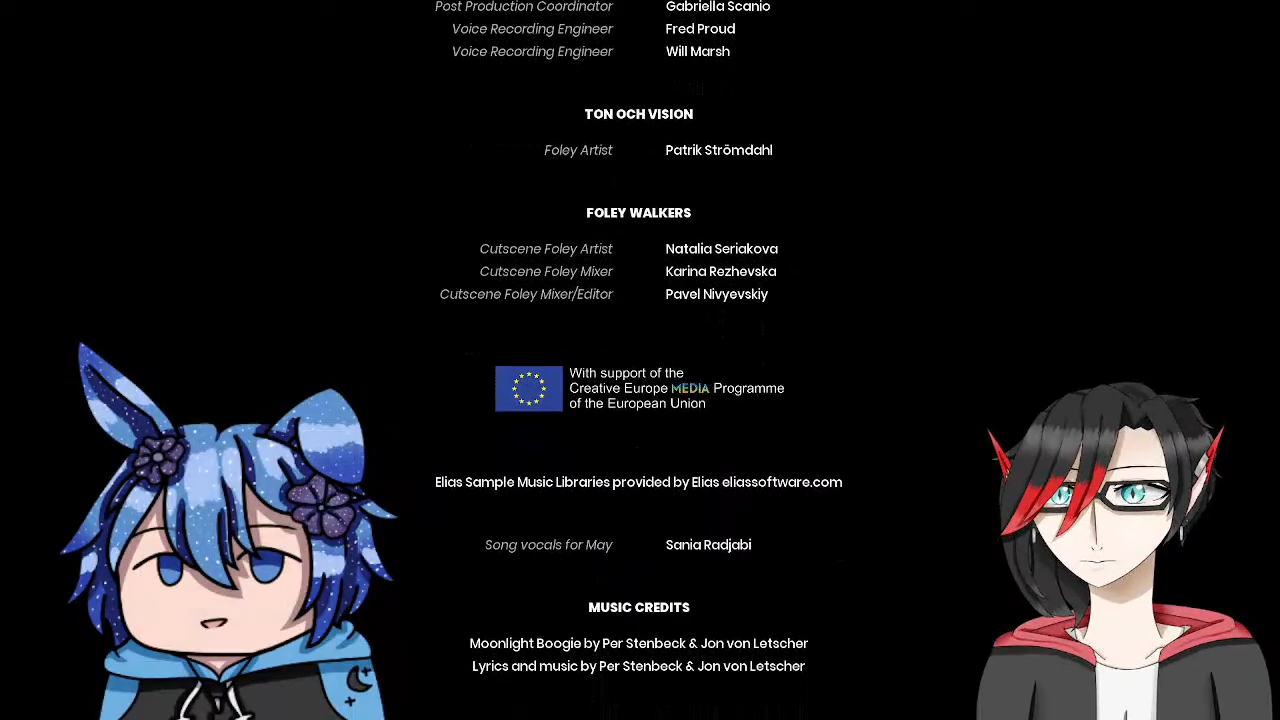 Post Production Coordinator Gabriella Scanio
Voice Recording Engineer Fred Proud
Voice Recording Engineer Will Marsh
TON OCH VISION
Foley Artist Patrik Strömdahl
FOLEY WALKERS
Cutscene Foley Artist Natalia Seriakova
Cutscene Foley Mixer Karina Rezhevska
Cutscene Foley Mixer/Editor Pavel Nivyevskiy
With support of the
Creative Europe MEDIA Programme
of the European Union
Elias Sample Music Libraries provided by Elias eliassoftware.com
Song vocals for May Sania Radjabi
MUSIC CREDITS
Moonlight Boogie by Per Stenbeck & Jon von Letscher
Lyrics and music by Per Stenbeck & Jon von Letscher